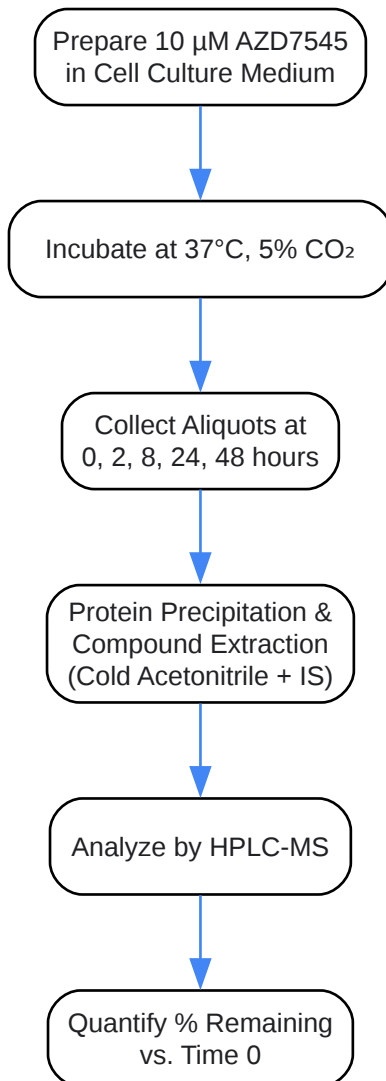 Prepare 10 µM AZD7545
in Cell Culture Medium
Incubate at 37°C, 5% CO₂
Collect Aliquots at
0, 2, 8, 24, 48 hours
Protein Precipitation &
Compound Extraction
(Cold Acetonitrile + IS)
Analyze by HPLC-MS
Quantify % Remaining
vs. Time 0